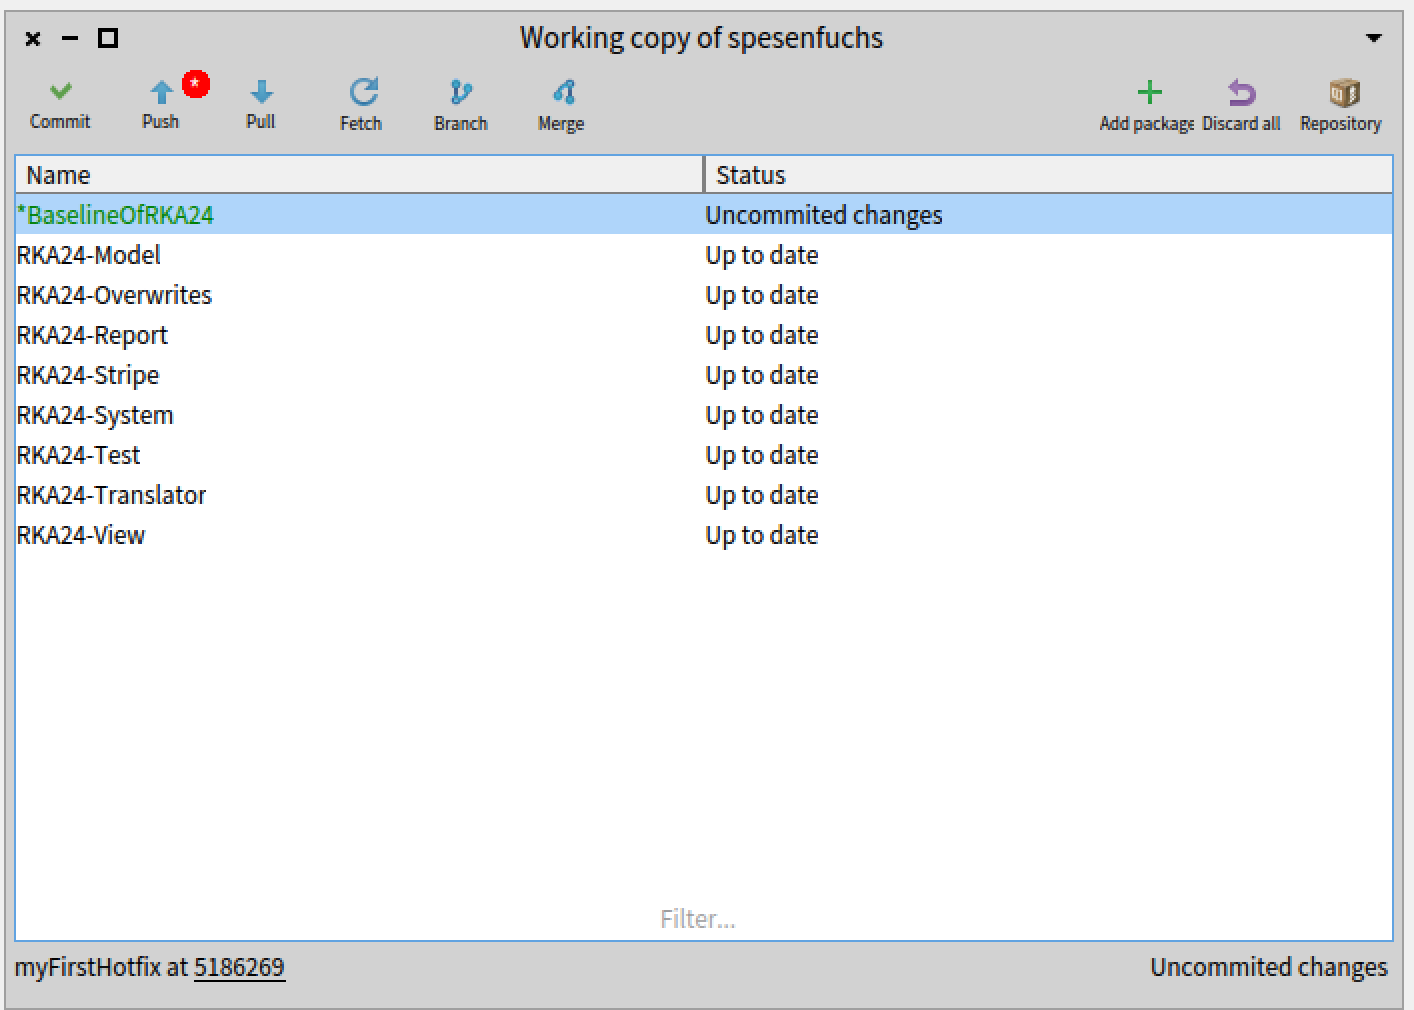 Working copy of spesenfuchs
Commit Push * Pull Fetch Branch Merge Add package Discard all Repository
Name Status
*BaselineOfRKA24 Uncommited changes
RKA24-Model Up to date
RKA24-Overwrites Up to date
RKA24-Report Up to date
RKA24-Stripe Up to date
RKA24-System Up to date
RKA24-Test Up to date
RKA24-Translator Up to date
RKA24-View Up to date
Filter...
myFirstHotfix at 5186269 Uncommited changes